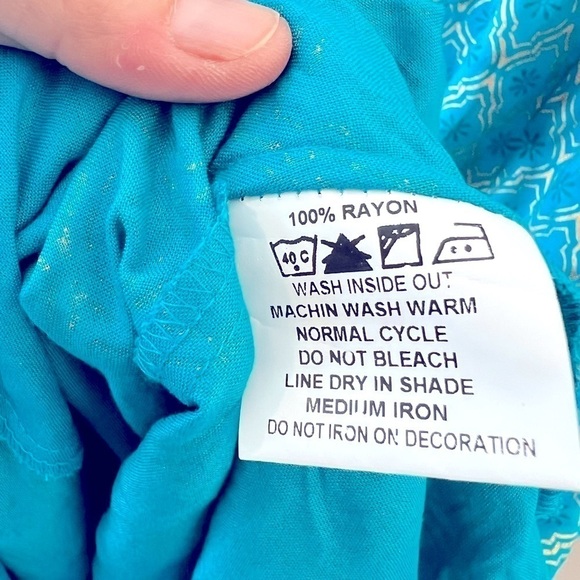 100% RAYON
40 C
WASH INSIDE OUT
MACHIN WASH WARM
NORMAL CYCLE
DO NOT BLEACH
LINE DRY IN SHADE
MEDIUM IRON
DO NOT IRON ON DECORATION